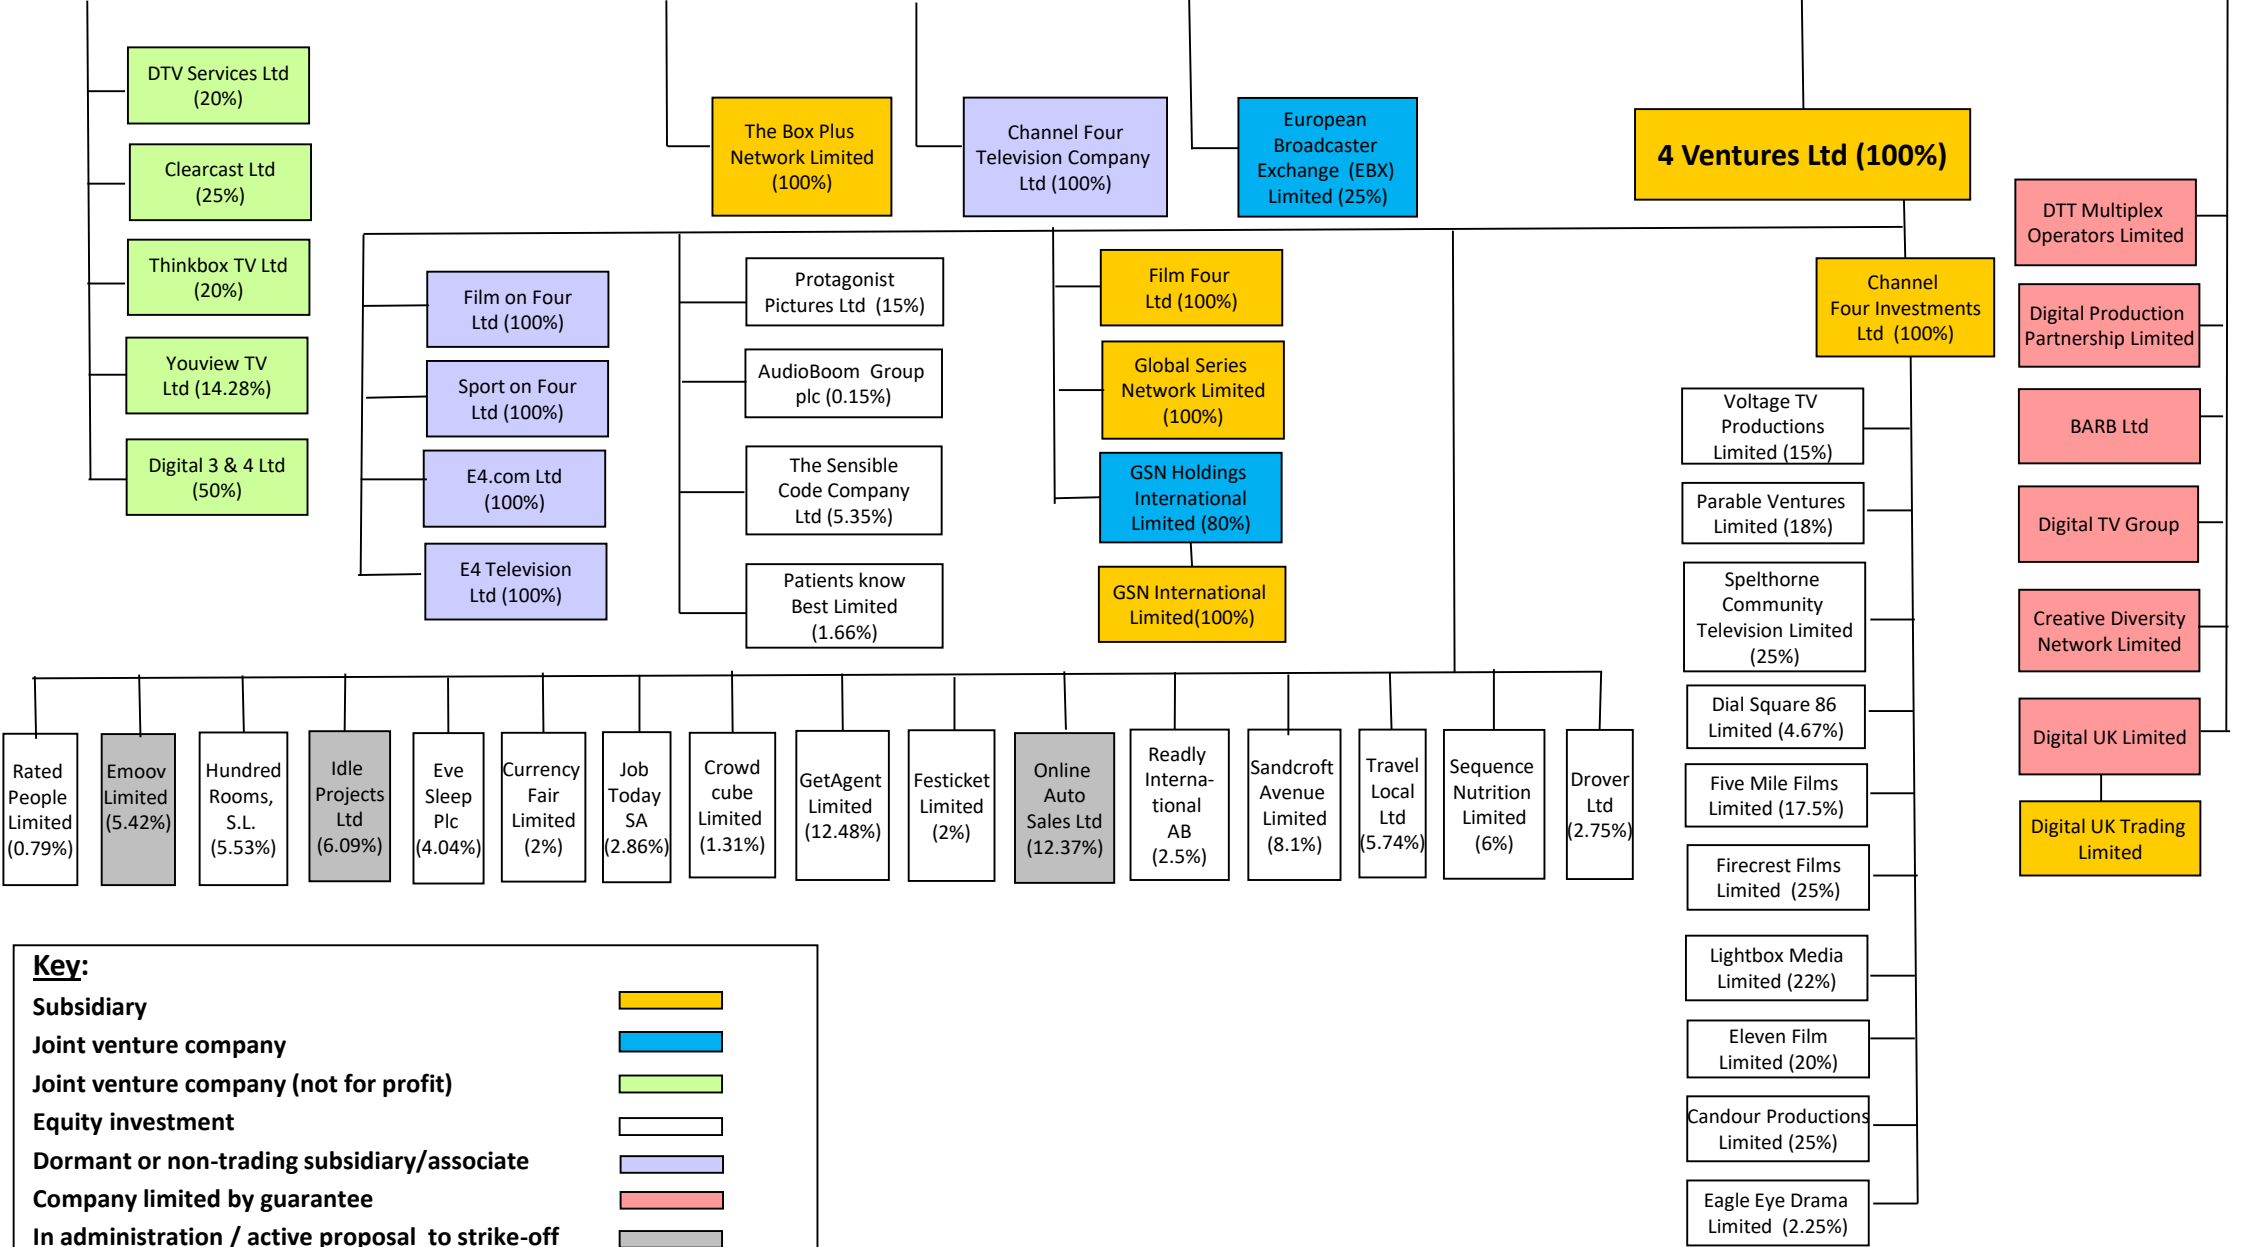 DTV Services Ltd
(20%)
Clearcast Ltd
(25%)
Thinkbox TV Ltd
(20%)
Youview TV
Ltd (14.28%)
Digital 3 & 4 Ltd
(50%)
The Box Plus
Network Limited
(100%)
Channel Four
Television Company
Ltd (100%)
European
Broadcaster
Exchange (EBX)
Limited (25%)
4 Ventures Ltd (100%)
Film on Four
Ltd (100%)
Sport on Four
Ltd (100%)
E4.com Ltd
(100%)
E4 Television
Ltd (100%)
Protagonist
Pictures Ltd (15%)
AudioBoom Group
plc (0.15%)
The Sensible
Code Company
Ltd (5.35%)
Patients know
Best Limited
(1.66%)
Film Four
Ltd (100%)
Global Series
Network Limited
(100%)
GSN Holdings
International
Limited (80%)
GSN International
Limited(100%)
Channel
Four Investments
Ltd (100%)
Voltage TV
Productions
Limited (15%)
Parable Ventures
Limited (18%)
Spelthorne
Community
Television Limited
(25%)
Dial Square 86
Limited (4.67%)
Five Mile Films
Limited (17.5%)
Firecrest Films
Limited (25%)
Lightbox Media
Limited (22%)
Eleven Film
Limited (20%)
Candour Productions
Limited (25%)
Eagle Eye Drama
Limited (2.25%)
DTT Multiplex
Operators Limited
Digital Production
Partnership Limited
BARB Ltd
Digital TV Group
Creative Diversity
Network Limited
Digital UK Limited
Digital UK Trading
Limited
Rated
People
Limited
(0.79%)
Emoov
Limited
(5.42%)
Hundred
Rooms,
S.L.
(5.53%)
Idle
Projects
Ltd
(6.09%)
Eve
Sleep
Plc
(4.04%)
Currency
Fair
Limited
(2%)
Job
Today
SA
(2.86%)
Crowd
cube
Limited
(1.31%)
GetAgent
Limited
(12.48%)
Festicket
Limited
(2%)
Online
Auto
Sales Ltd
(12.37%)
Readly
Interna-
tional
AB
(2.5%)
Sandcroft
Avenue
Limited
(8.1%)
Travel
Local
Ltd
(5.74%)
Sequence
Nutrition
Limited
(6%)
Drover
Ltd
(2.75%)
Key:
Subsidiary
Joint venture company
Joint venture company (not for profit)
Equity investment
Dormant or non-trading subsidiary/associate
Company limited by guarantee
In administration / active proposal to strike-off